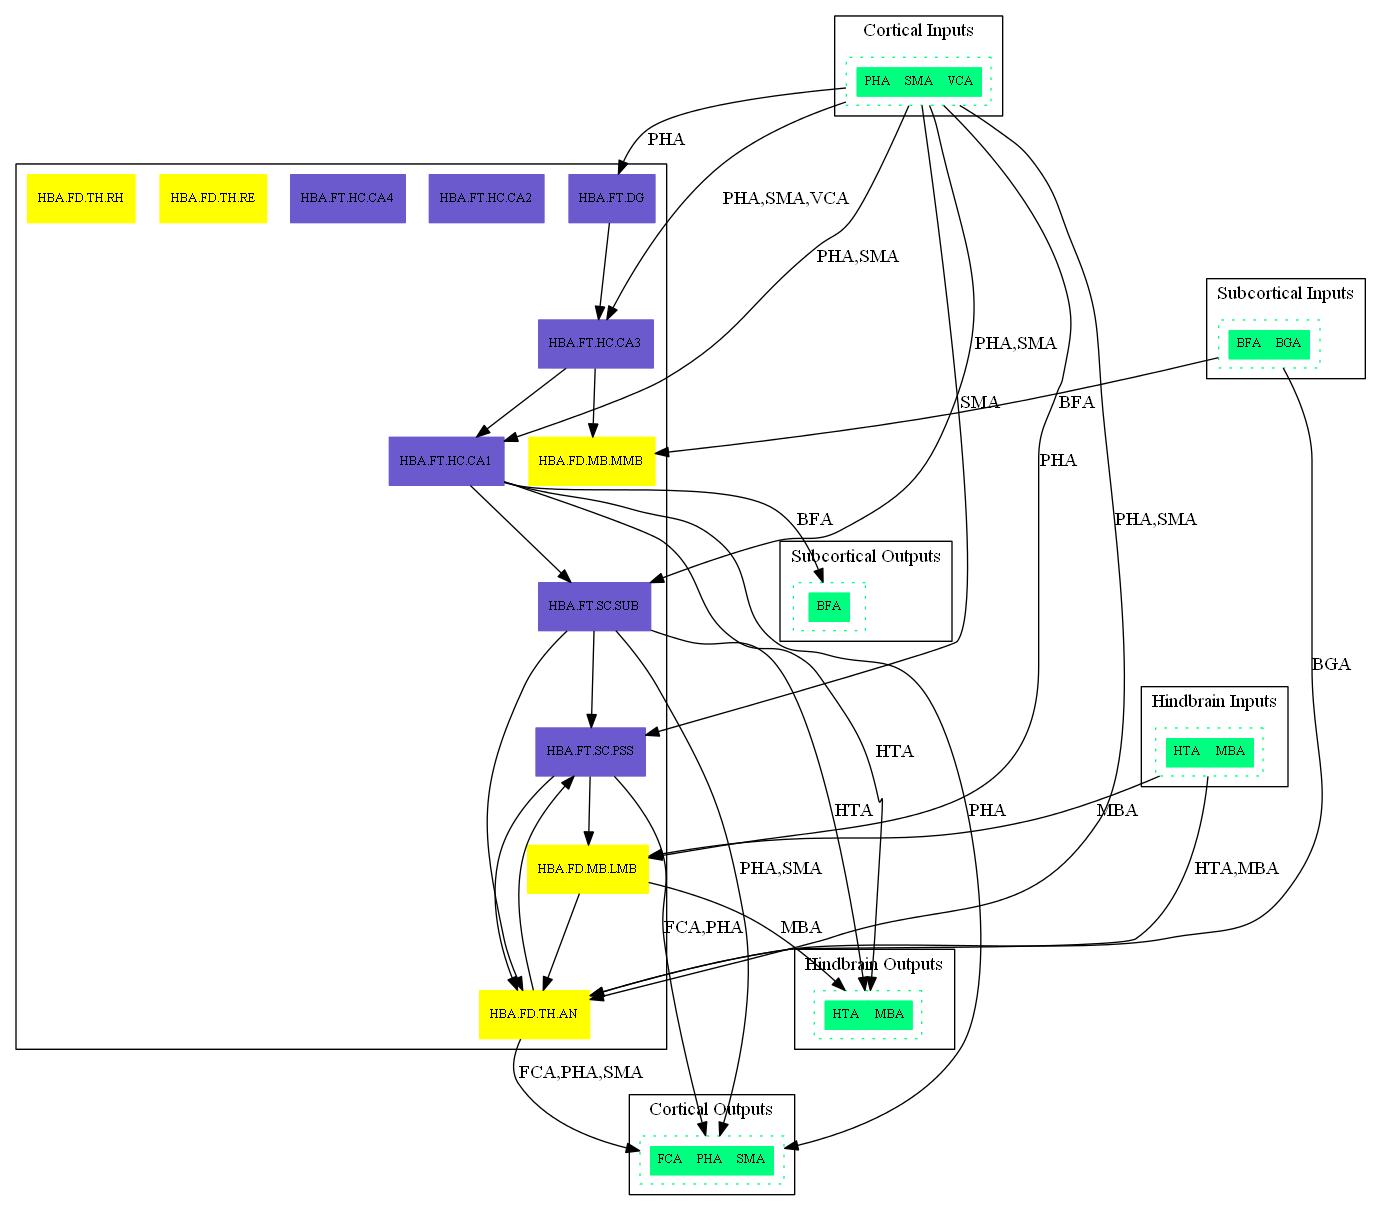 Cortical Inputs
PHA SMA VCA
PHA
HBA.FD.TH.RH HBA.FD.TH.RE HBA.FT.HC.CA4 HBA.FT.HC.CA2 HBA.FT.DG
PHA,SMA,VCA
PHA,SMA
Subcortical Inputs
BFA BGA
HBA.FT.HC.CA3
PHA,SMA
SMA
BFA
HBA.FT.HC.CA1 HBA.FD.MB.MMB
PHA
BFA
PHA,SMA
Subcortical Outputs
BFA
HBA.FT.SC.SUB
BGA
Hindbrain Inputs
HTA MBA
HBA.FT.SC.PSS
HTA
HTA
PHA
MBA
HBA.FD.MB.LMB
PHA,SMA
HTA,MBA
FCA,PHA
MBA
Hindbrain Outputs
HTA MBA
HBA.FD.TH.AN
FCA,PHA,SMA
Cortical Outputs
FCA PHA SMA